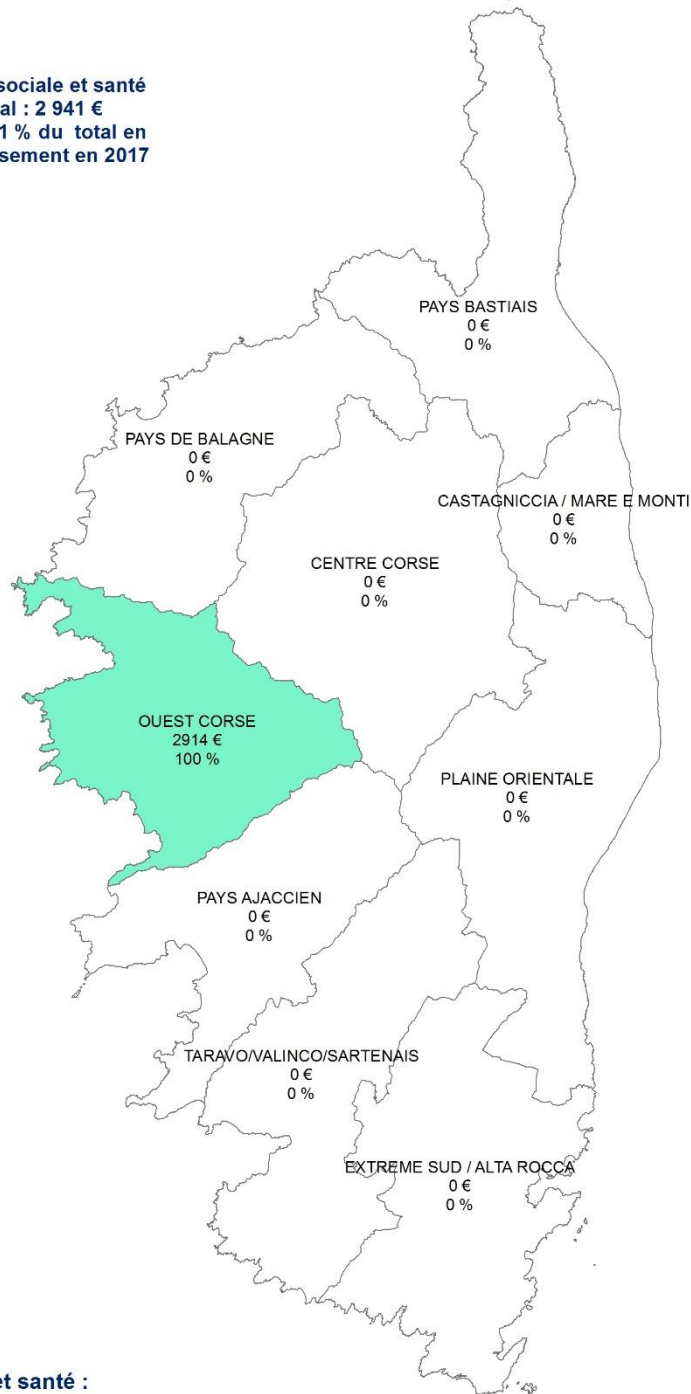 sociale et santé
al : 2 941 €
1 % du total en
sement en 2017
PAYS BASTIAIS
0 €
0 %
PAYS DE BALAGNE
0 €
0 %
CASTAGNICCIA / MARE E MONTI
0 €
0 %
CENTRE CORSE
0 €
0 %
OUEST CORSE
2914 €
100 %
PLAINE ORIENTALE
0 €
0 %
PAYS AJACCIEN
0 €
0 %
TARAVO/VALINCO/SARTENAIS
0 €
0 %
EXTREME SUD / ALTA ROCCA
0 €
0 %
et santé :